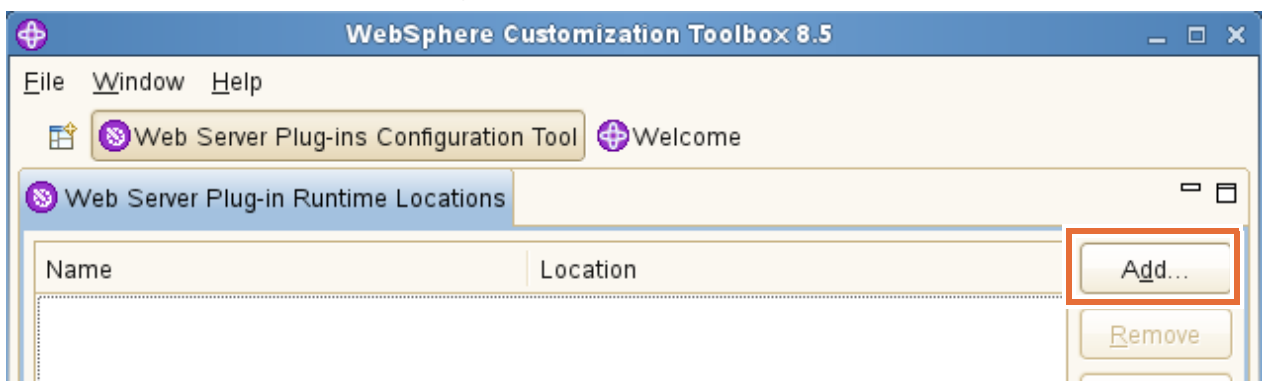 WebSphere Customization Toolbox 8.5
File Window Help
Web Server Plug-ins Configuration Tool Welcome
Web Server Plug-in Runtime Locations
Name Location Add...
Remove